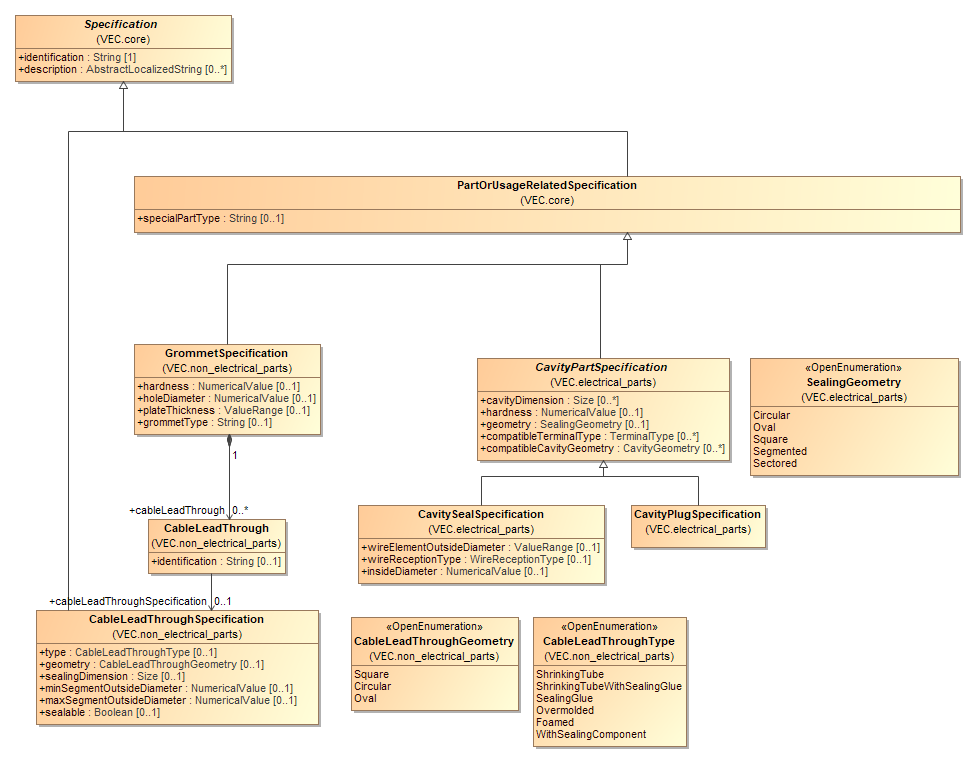 Specification
(VEC.core)
+identification : String [1]
+description : AbstractLocalizedString [0..*]
PartOrUsageRelatedSpecification
(VEC.core)
+specialPartType : String [0..1]
GrommetSpecification
(VEC.non_electrical_parts)
+hardness : NumericalValue [0..1]
+holeDiameter : NumericalValue [0..1]
+plateThickness : ValueRange [0..1]
+grommetType : String [0..1]
CavityPartSpecification
(VEC.electrical_parts)
+cavityDimension : Size [0..*]
+hardness : NumericalValue [0..1]
+geometry : SealingGeometry [0..1]
+compatibleTerminalType : TerminalType [0..*]
+compatibleCavityGeometry : CavityGeometry [0..*]
«OpenEnumeration»
SealingGeometry
(VEC.electrical_parts)
Circular
Oval
Square
Segmented
Sectored
1
+cableLeadThrough 0..*
CableLeadThrough
(VEC.non_electrical_parts)
+identification : String [0..1]
CavitySealSpecification
(VEC.electrical_parts)
+wireElementOutsideDiameter : ValueRange [0..1]
+wireReceptionType : WireReceptionType [0..1]
+insideDiameter : NumericalValue [0..1]
CavityPlugSpecification
(VEC.electrical_parts)
+cableLeadThroughSpecification 0..1
CableLeadThroughSpecification
(VEC.non_electrical_parts)
+type : CableLeadThroughType [0..1]
+geometry : CableLeadThroughGeometry [0..1]
+sealingDimension : Size [0..1]
+minSegmentOutsideDiameter : NumericalValue [0..1]
+maxSegmentOutsideDiameter : NumericalValue [0..1]
+sealable : Boolean [0..1]
«OpenEnumeration»
CableLeadThroughGeometry
(VEC.non_electrical_parts)
Square
Circular
Oval
«OpenEnumeration»
CableLeadThroughType
(VEC.non_electrical_parts)
ShrinkingTube
ShrinkingTubeWithSealingGlue
SealingGlue
Overmolded
Foamed
WithSealingComponent